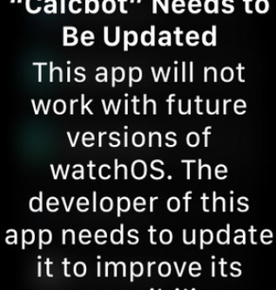 "Calcbot" Needs to
Be Updated
This app will not
work with future
versions of
watchOS. The
developer of this
app needs to update
it to improve its